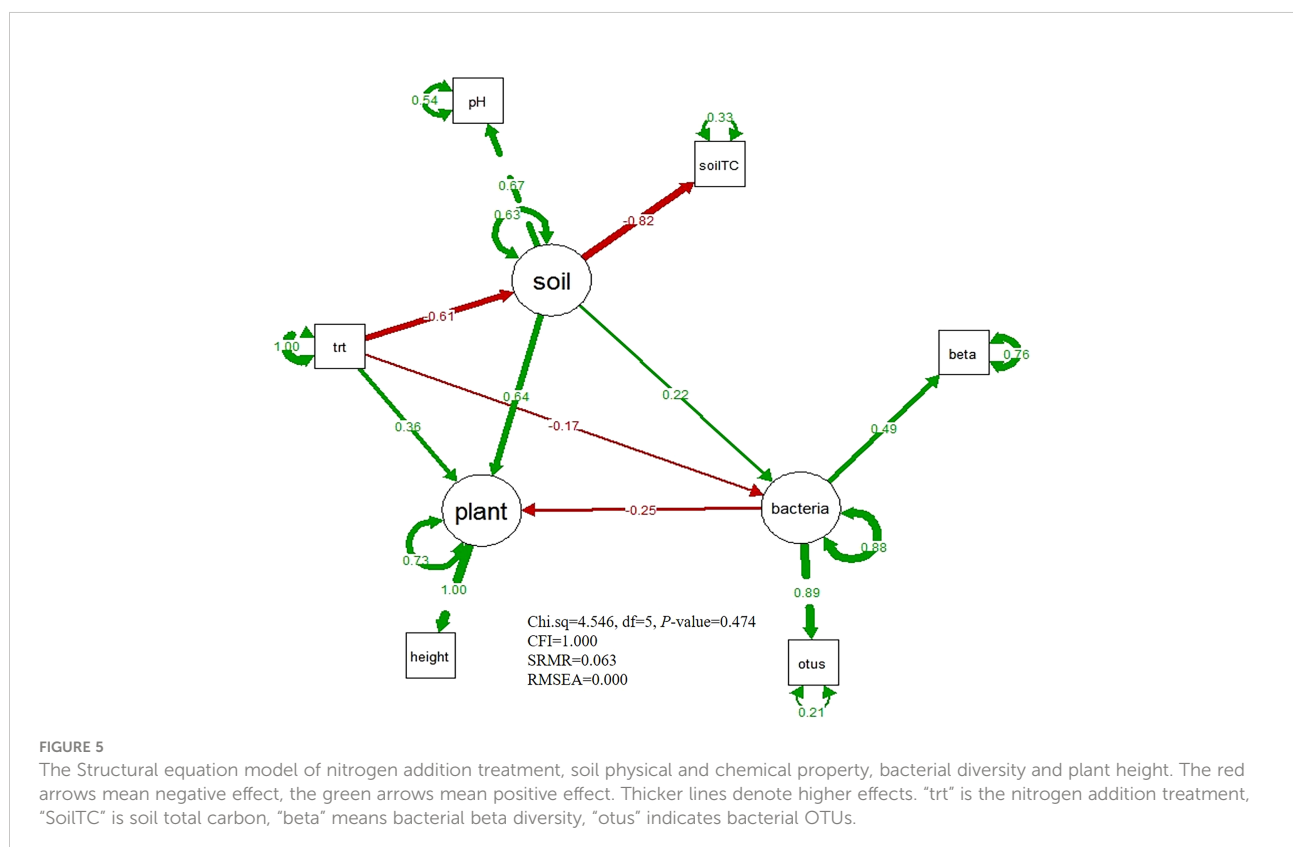 0.54
pH
0.33
soilTC
0.67
0.63
-0.82
soil
-0.61
1.00
trt
beta
0.76
0.64
0.22
0.36
-0.17
0.49
plant
bacteria
-0.25
0.73
0.88
1.00
0.89
Chi.sq=4.546, df=5, P-value=0.474
CFI=1.000
SRMR=0.063
RMSEA=0.000
height
otus
0.21
FIGURE 5
The Structural equation model of nitrogen addition treatment, soil physical and chemical property, bacterial diversity and plant height. The red
arrows mean negative effect, the green arrows mean positive effect. Thicker lines denote higher effects. “trt” is the nitrogen addition treatment,
“SoilTC” is soil total carbon, “beta” means bacterial beta diversity, “otus” indicates bacterial OTUs.